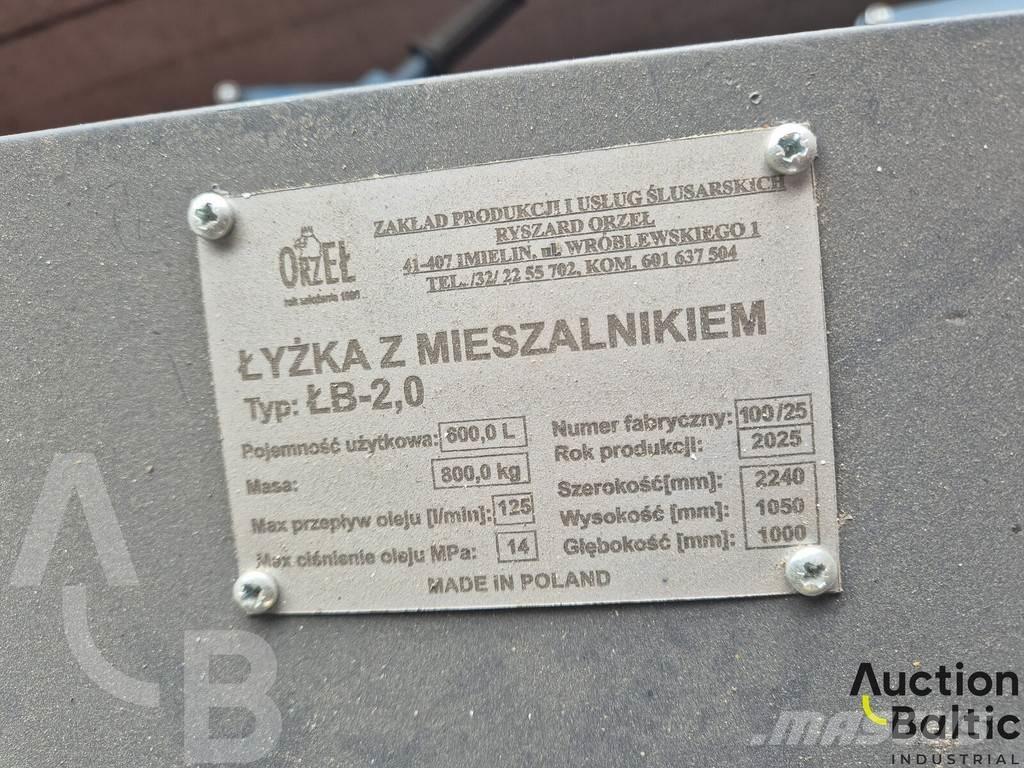 ORZEŁ
rok założenia
ZAKŁAD PRODUKCJI I USŁUG ŚLUSARSKICH
RYSZARD ORZEŁ
41-407 IMIELIN, ul. WRÓBLEWSKIEGO 1
TEL. /32/ 22 55 702, KOM. 601 637 504
ŁYŻKA Z MIESZALNIKIEM
Typ: ŁB-2,0
Pojemność użytkowa: 600,0 L
Masa: 800,0 kg
Max przepływ oleju [l/min]: 125
Max ciśnienie oleju MPa: 14
Numer fabryczny: 100/25
Rok produkcji: 2025
Szerokość[mm]: 2240
Wysokość [mm]: 1050
Głębokość [mm]: 1000
MADE IN POLAND
A
B
Auction
Baltic
INDUSTRIAL